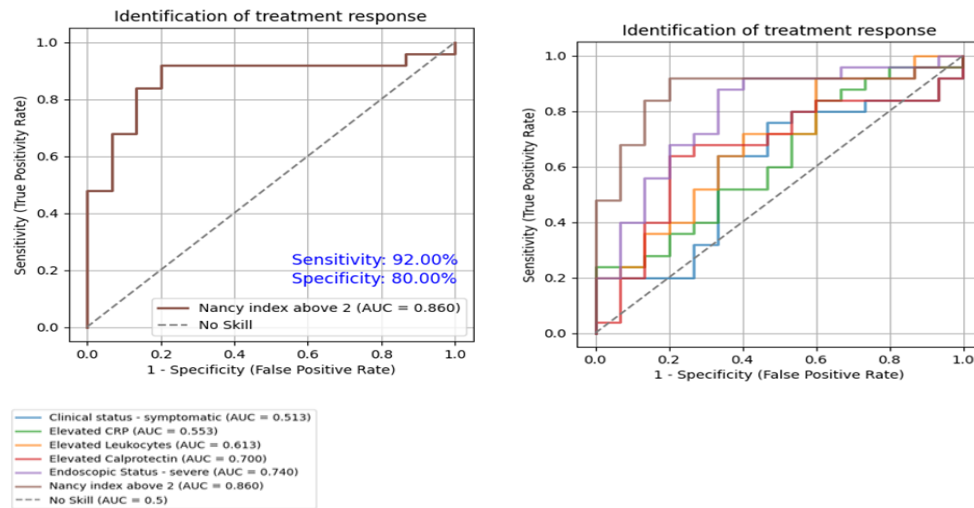 Identification of treatment response
1.0
0.8
0.6
0.4
0.2
0.0
Sensitivity (True Positivity Rate)
Sensitivity: 92.00%
Specificity: 80.00%
Nancy index above 2 (AUC = 0.860)
No Skill
0.0 0.2 0.4 0.6 0.8 1.0
1 - Specificity (False Positive Rate)
Identification of treatment response
1.0
0.8
0.6
0.4
0.2
0.0
Sensitivity (True Positivity Rate)
0.0 0.2 0.4 0.6 0.8 1.0
1 - Specificity (False Positive Rate)
Clinical status - symptomatic (AUC = 0.513)
Elevated CRP (AUC = 0.553)
Elevated Leukocytes (AUC = 0.613)
Elevated Calprotectin (AUC = 0.700)
Endoscopic Status - severe (AUC = 0.740)
Nancy index above 2 (AUC = 0.860)
No Skill (AUC = 0.5)